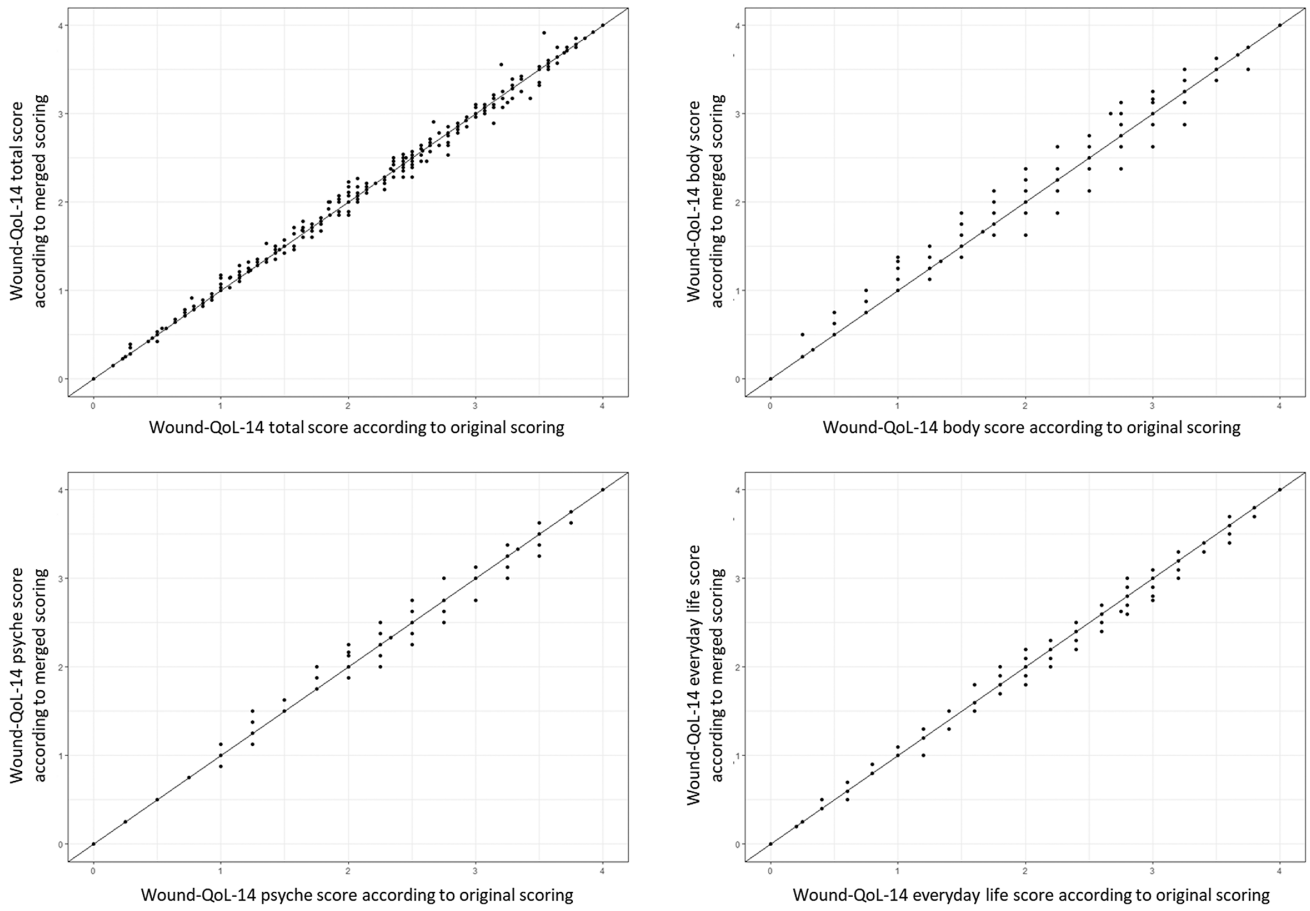 Wound-QoL-14 total score
according to merged scoring
4
3
2
1
0
0 1 2 3 4
Wound-QoL-14 total score according to original scoring
Wound-QoL-14 body score
according to merged scoring
4
3
2
1
0
0 1 2 3 4
Wound-QoL-14 body score according to original scoring
Wound-QoL-14 psyche score
according to merged scoring
4
3
2
1
0
0 1 2 3 4
Wound-QoL-14 psyche score according to original scoring
Wound-QoL-14 everyday life score
according to merged scoring
4
3
2
1
0
0 1 2 3 4
Wound-QoL-14 everyday life score according to original scoring